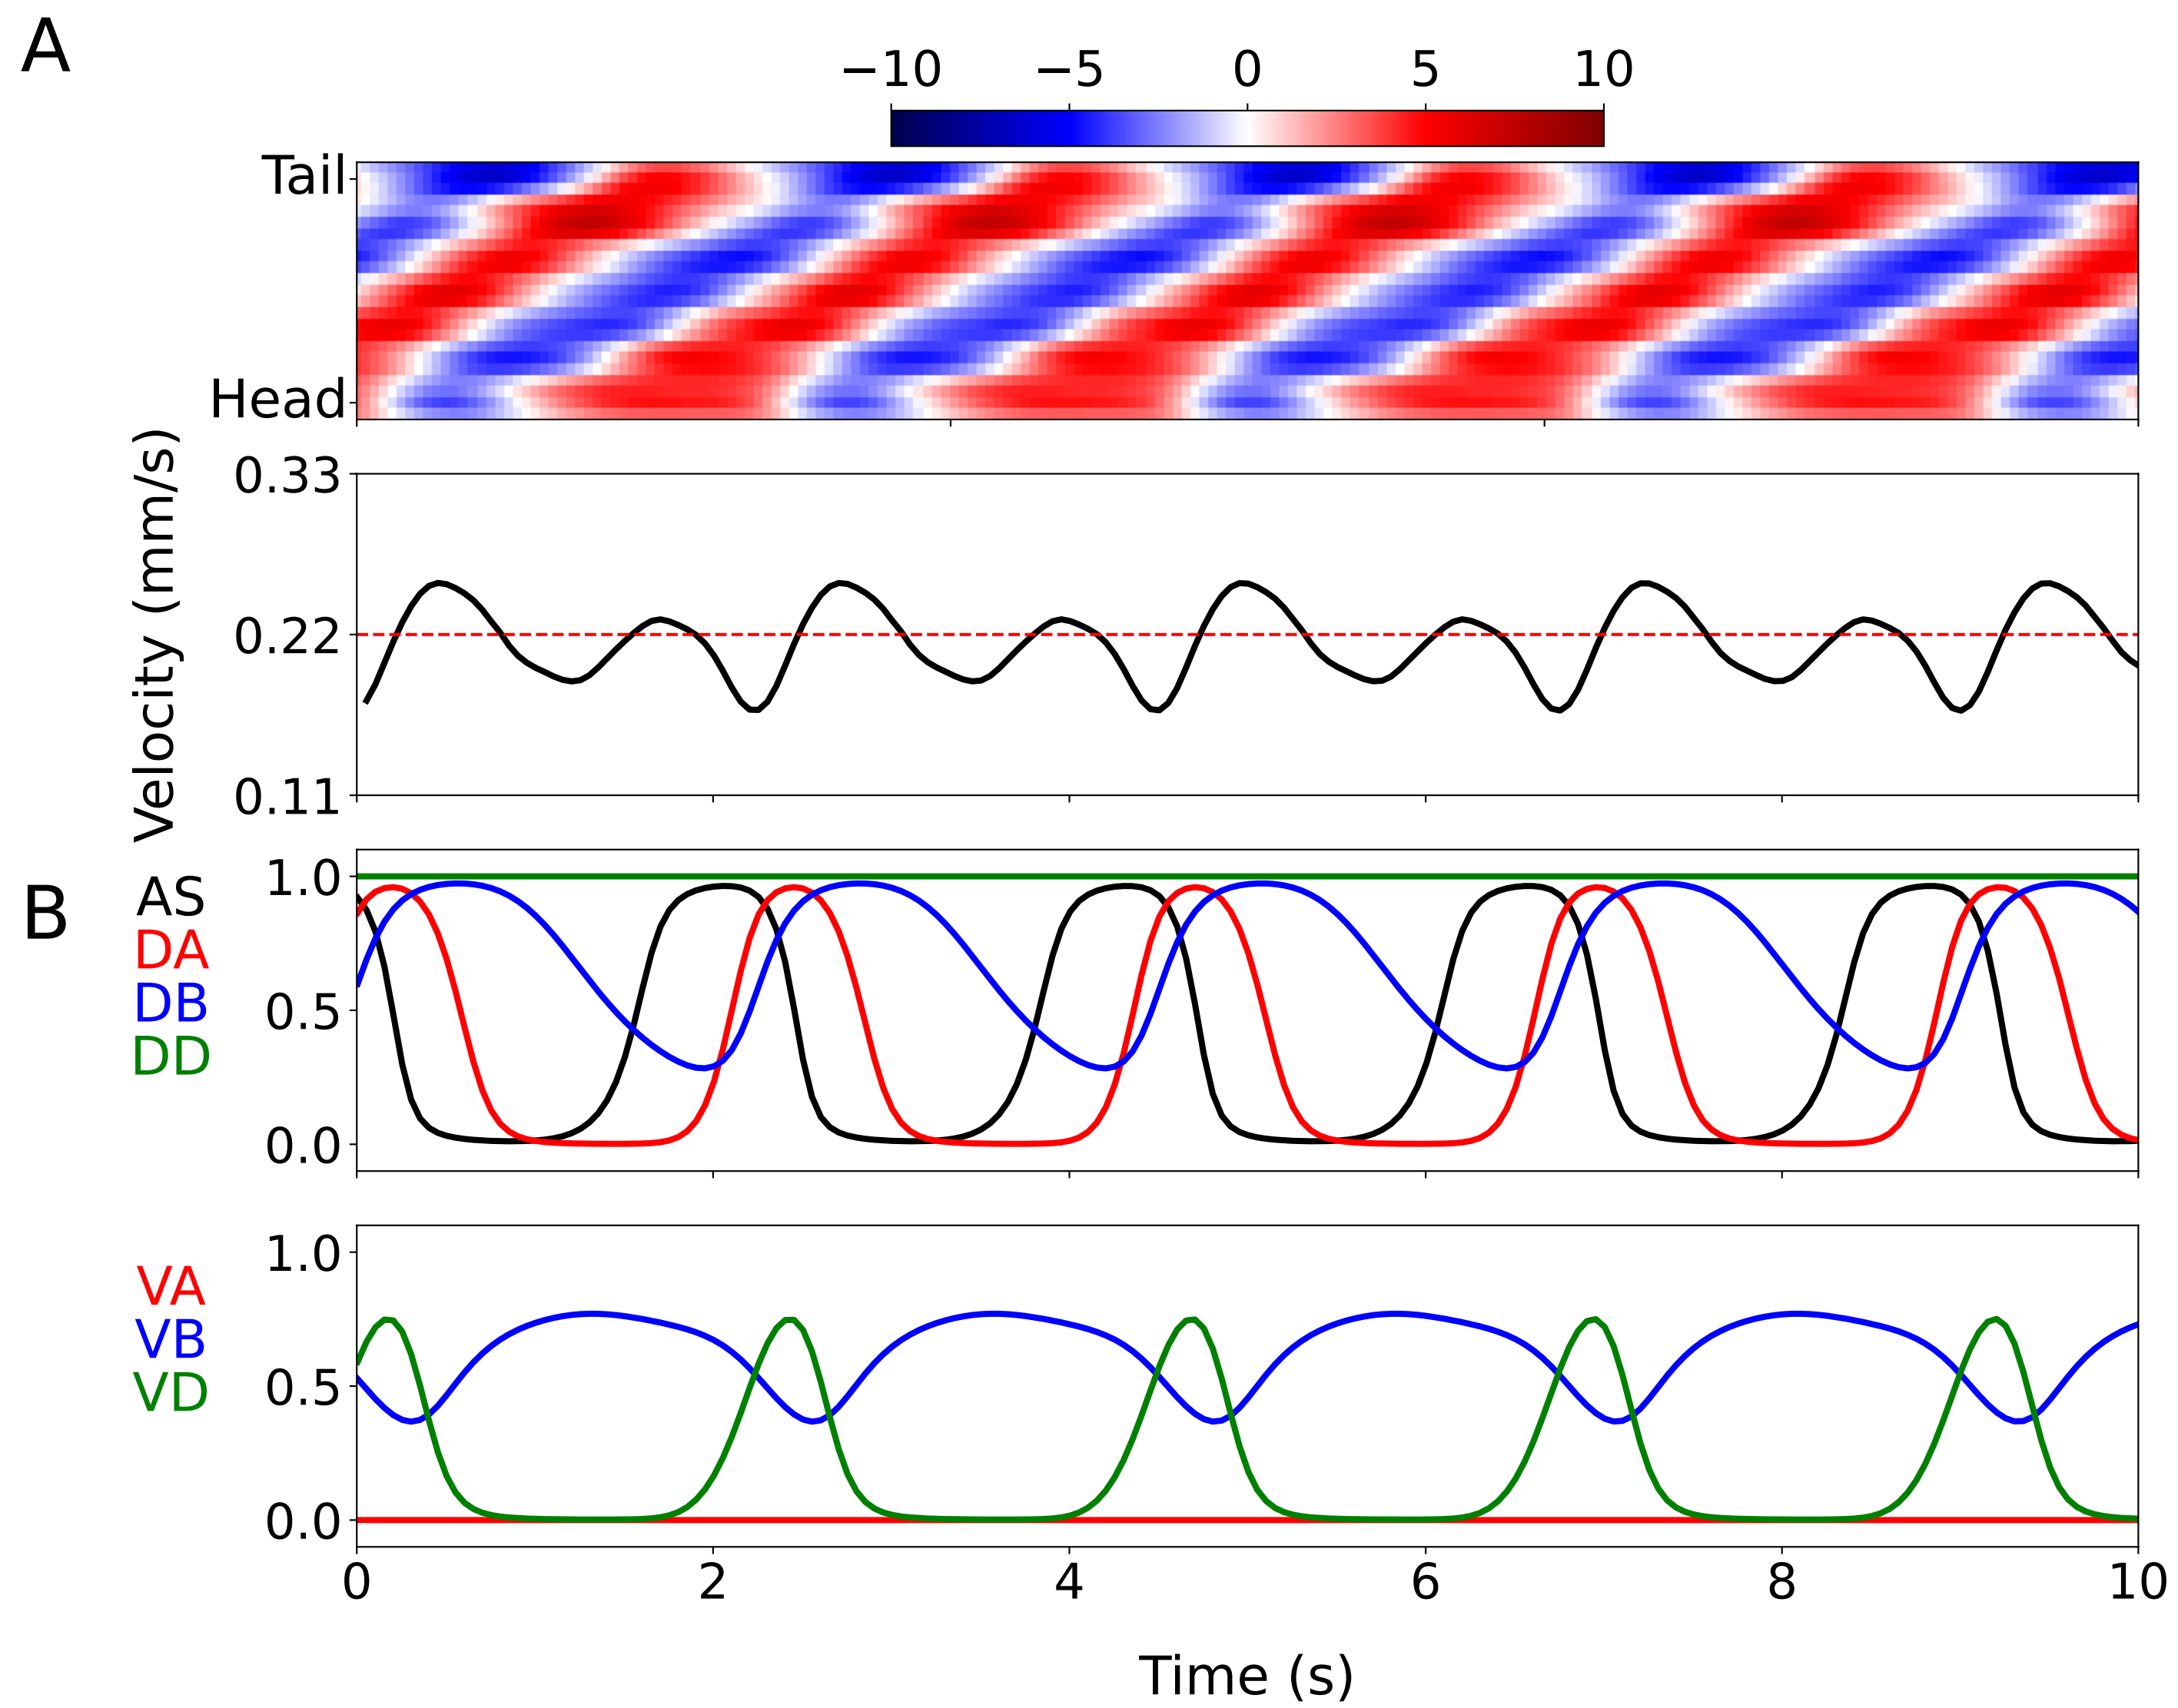 A
−10 −5 0 5 10
Tail
Head
Velocity (mm/s)
0.33
0.22
0.11
B
AS
DA
DB
DD
1.0
0.5
0.0
VA
VB
VD
1.0
0.5
0.0
0 2 4 6 8 10
Time (s)